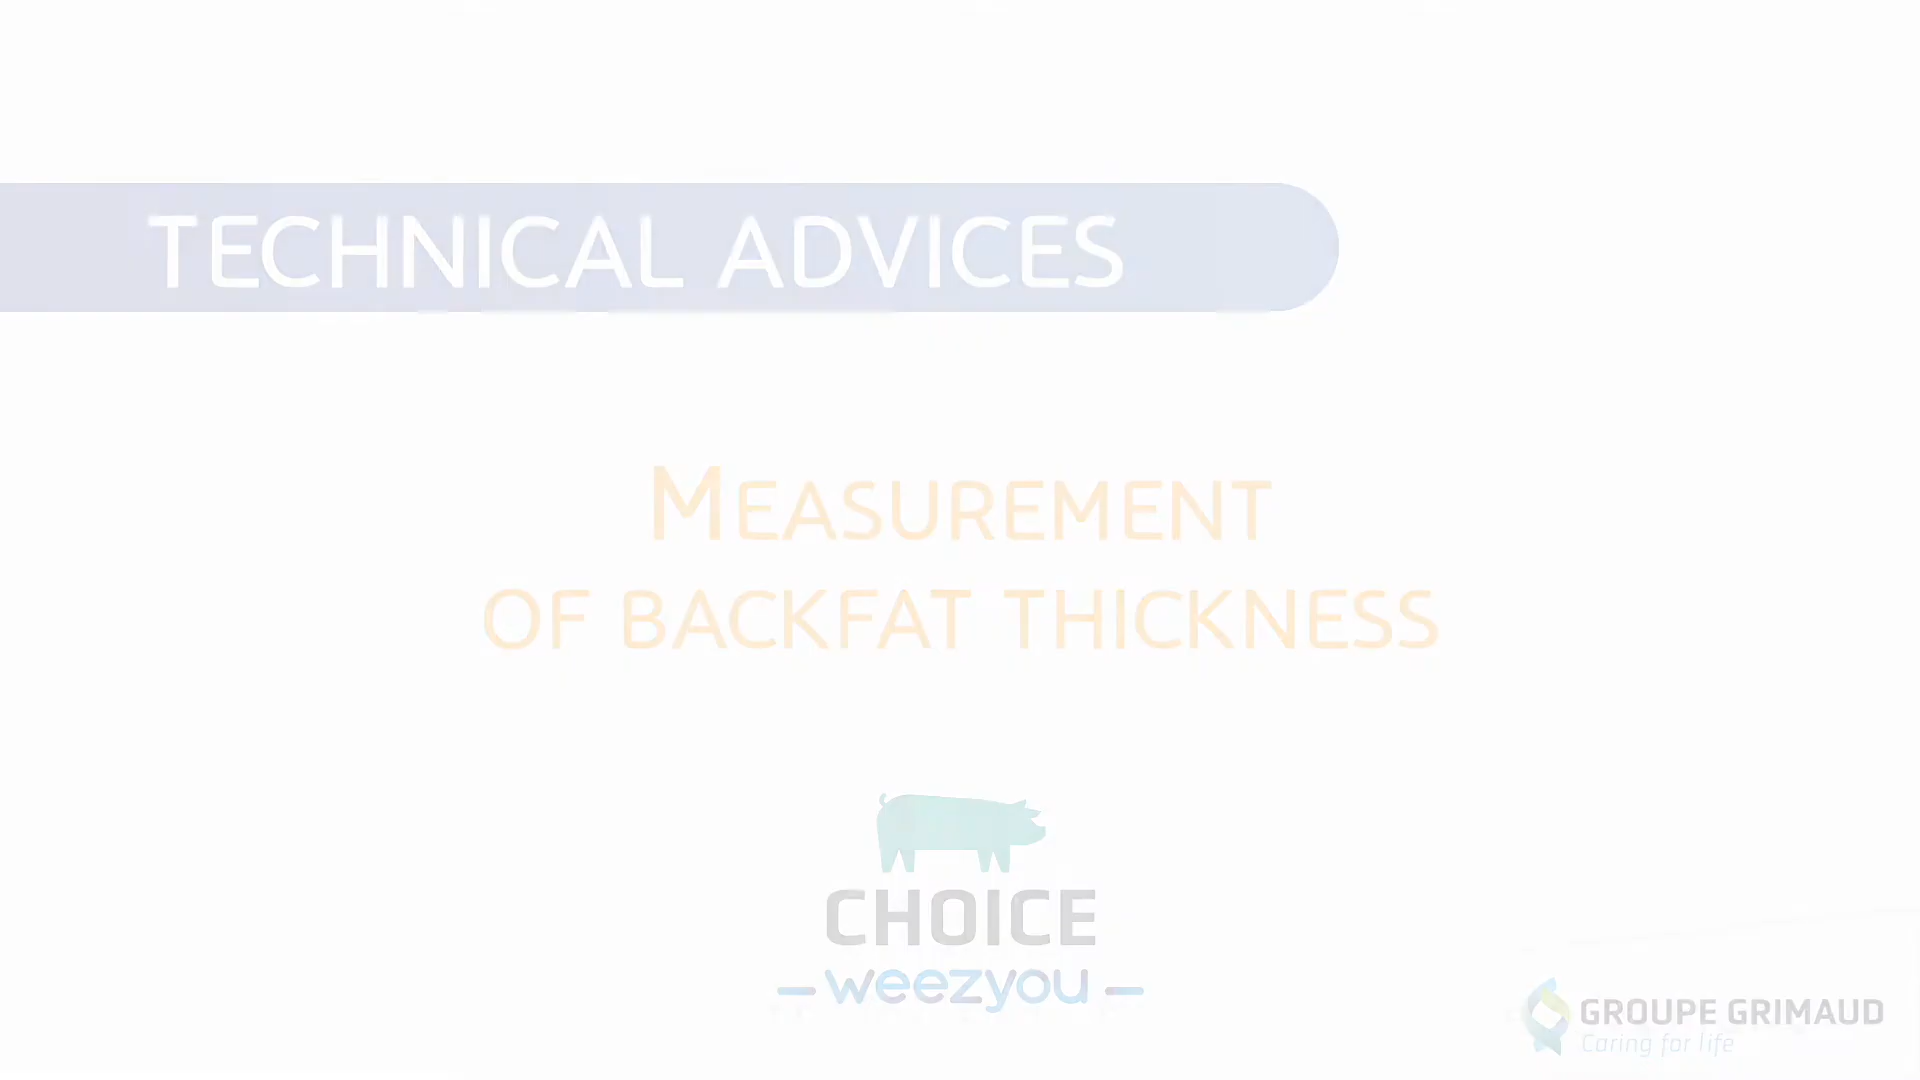 TECHNICAL ADVICES
MEASUREMENT
OF BACKFAT THICKNESS
CHOICE
weezyou
GROUPE GRIMAUD
Caring for life